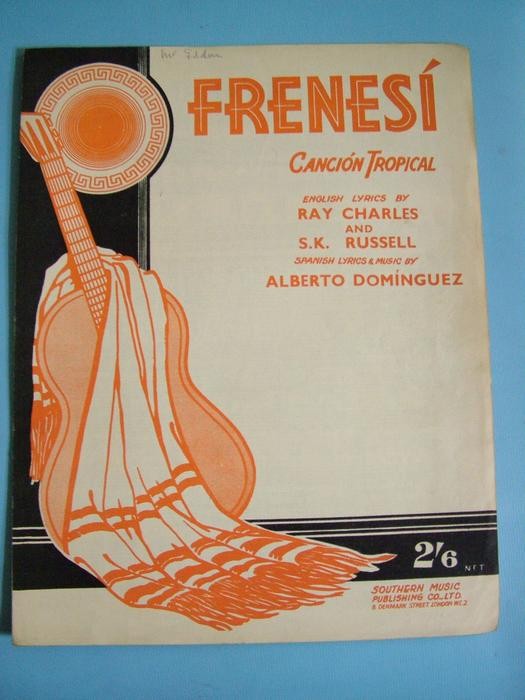 FRENESÍ
CANCIÓN TROPICAL
ENGLISH LYRICS BY
RAY CHARLES
AND
S.K. RUSSELL
SPANISH LYRICS & MUSIC BY
ALBERTO DOMÍNGUEZ
2'/6 NET
SOUTHERN MUSIC
PUBLISHING CO., LTD.
8 DENMARK STREET LONDON W.C.2